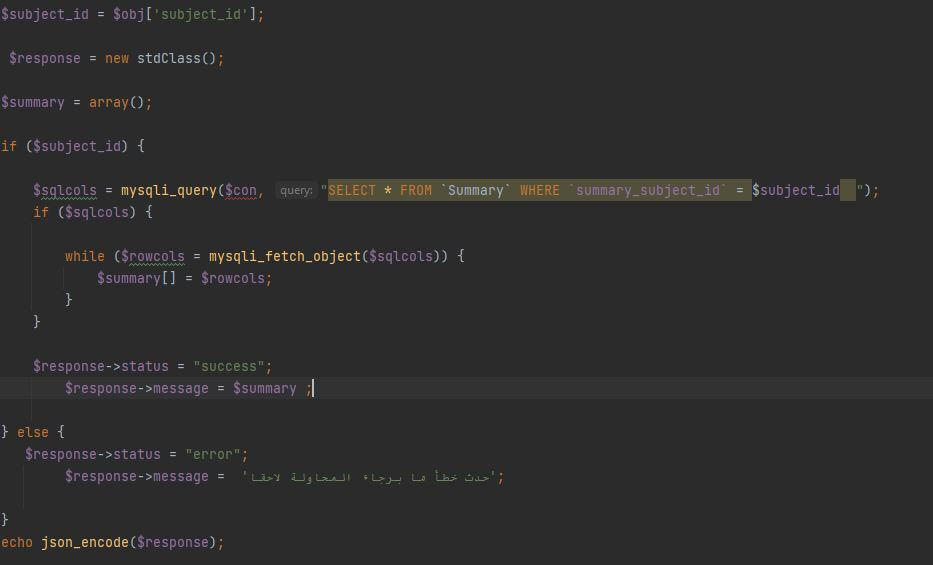 $subject_id = $obj['subject_id'];
$response = new stdClass();
$summary = array();
if ($subject_id) {
$sqlcols = mysqli_query($con, query: "SELECT * FROM `Summary` WHERE `summary_subject_id` = $subject_id  ");
if ($sqlcols) {
while ($rowcols = mysqli_fetch_object($sqlcols)) {
$summary[] = $rowcols;
}
}
$response->status = "success";
$response->message = $summary ;
} else {
$response->status = "error";
$response->message =  'حدث خطأ ما برجاء المحاولة لاحقا';
}
echo json_encode($response);